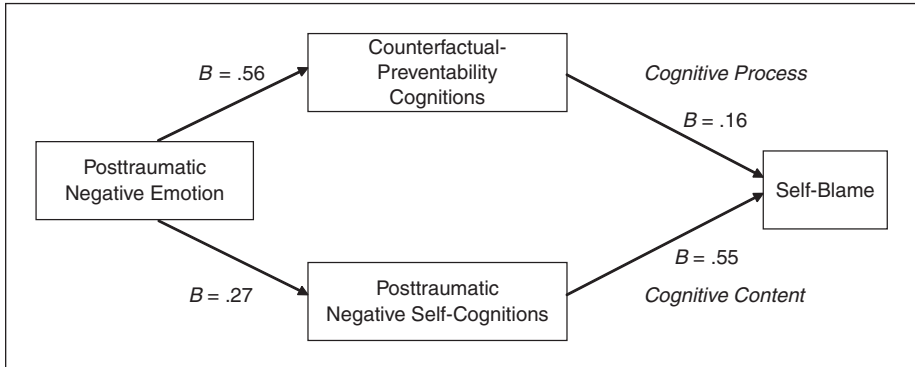 Counterfactual-
Preventability
Cognitions
B = .56
Cognitive Process
B = .16
Posttraumatic
Negative Emotion
Self-Blame
B = .27
Posttraumatic
Negative Self-Cognitions
B = .55
Cognitive Content